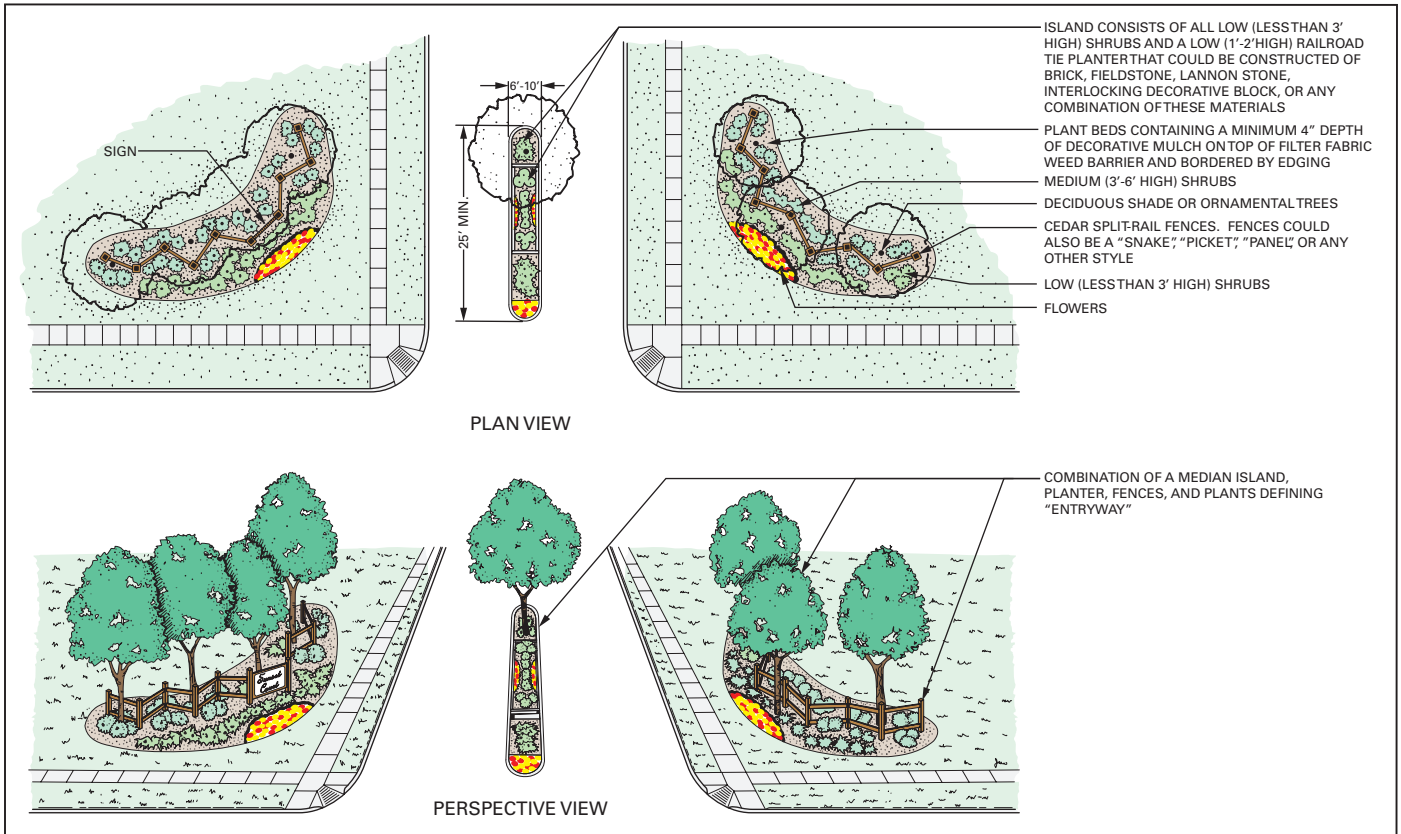 ISLAND CONSISTS OF ALL LOW (LESS THAN 3'
HIGH) SHRUBS AND A LOW (1'-2' HIGH) RAILROAD
TIE PLANTER THAT COULD BE CONSTRUCTED OF
BRICK, FIELDSTONE, LANNON STONE,
INTERLOCKING DECORATIVE BLOCK, OR ANY
COMBINATION OF THESE MATERIALS
6'-10'
PLANT BEDS CONTAINING A MINIMUM 4" DEPTH
OF DECORATIVE MULCH ON TOP OF FILTER FABRIC
WEED BARRIER AND BORDERED BY EDGING
SIGN
MEDIUM (3'-6' HIGH) SHRUBS
DECIDUOUS SHADE OR ORNAMENTAL TREES
25' MIN.
CEDAR SPLIT-RAIL FENCES. FENCES COULD
ALSO BE A "SNAKE", "PICKET", "PANEL", OR ANY
OTHER STYLE
LOW (LESS THAN 3' HIGH) SHRUBS
FLOWERS
PLAN VIEW
COMBINATION OF A MEDIAN ISLAND,
PLANTER, FENCES, AND PLANTS DEFINING
"ENTRYWAY"
PERSPECTIVE VIEW